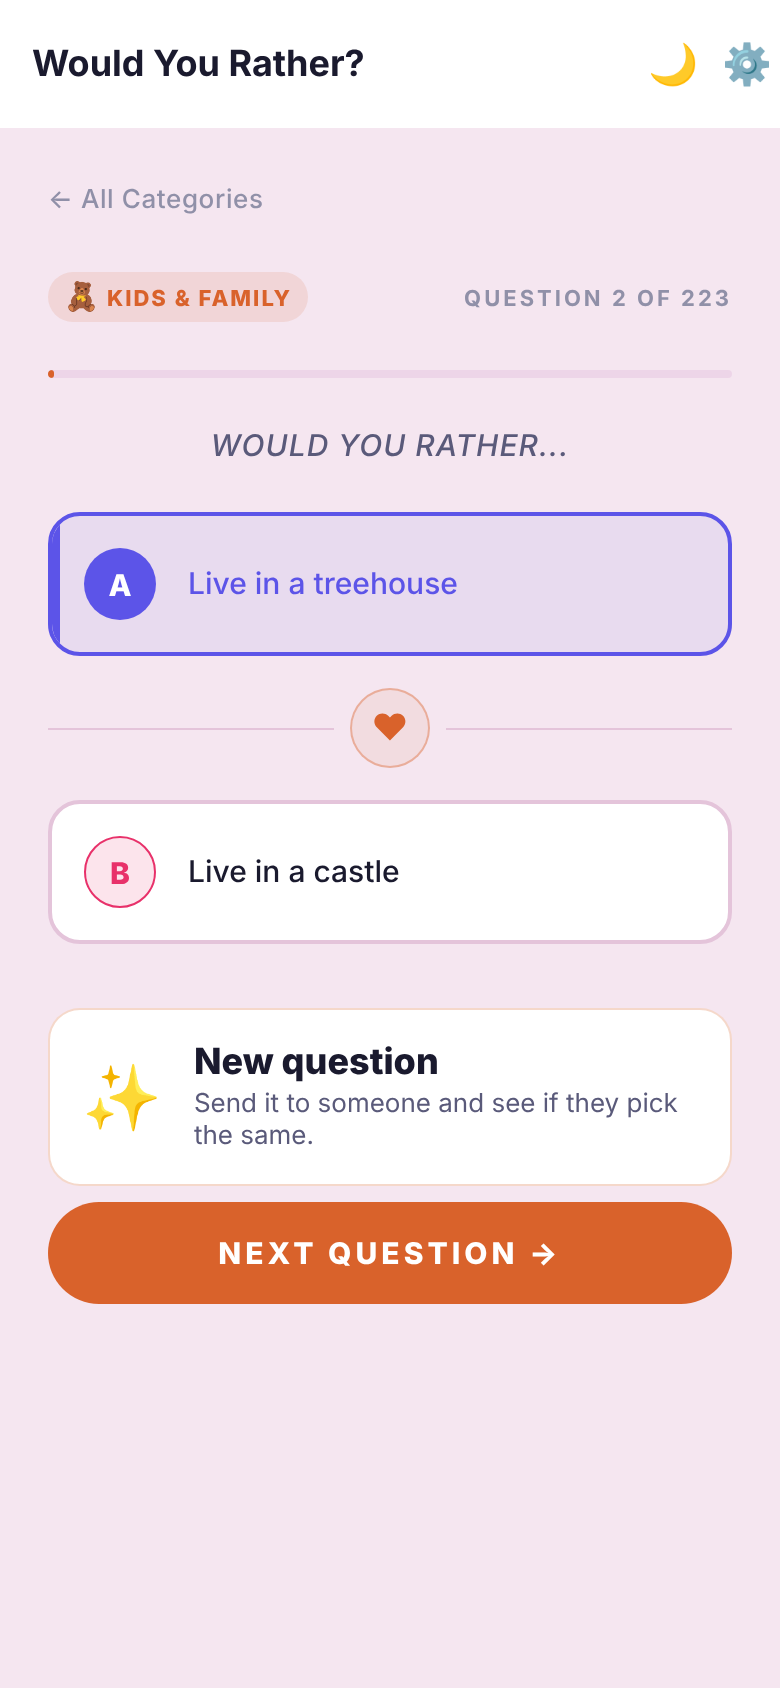 Would You Rather?
← All Categories
KIDS & FAMILY
QUESTION 2 OF 223
WOULD YOU RATHER...
A
Live in a treehouse
B
Live in a castle
New question
Send it to someone and see if they pick
the same.
NEXT QUESTION →